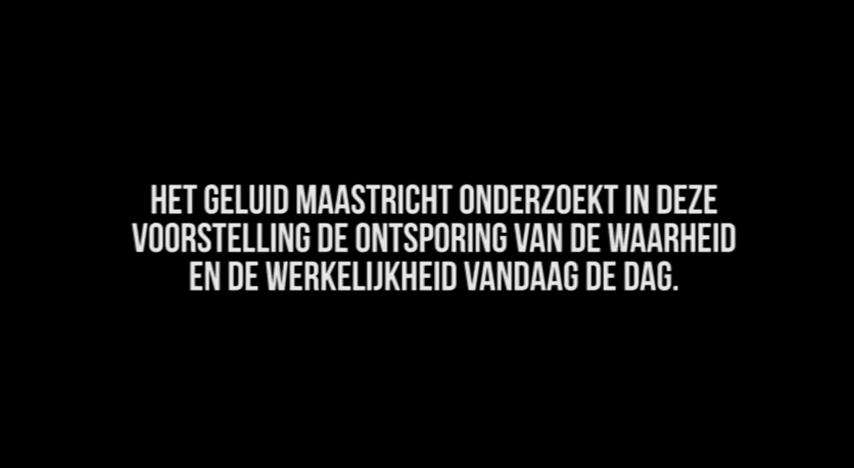 HET GELUID MAASTRICHT ONDERZOEKT IN DEZE
VOORSTELLING DE ONTSPORING VAN DE WAARHEID
EN DE WERKELIJKHEID VANDAAG DE DAG.